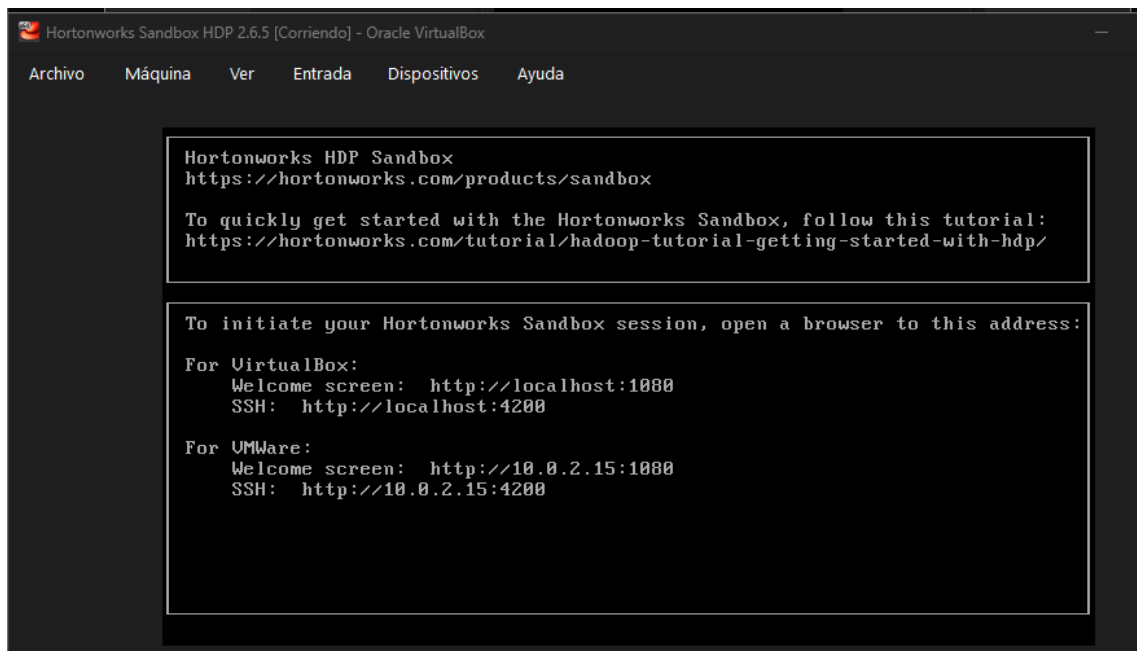 Hortonworks Sandbox HDP 2.6.5 [Corriendo] - Oracle VirtualBox
Archivo Máquina Ver Entrada Dispositivos Ayuda
Hortonworks HDP Sandbox
https://hortonworks.com/products/sandbox
To quickly get started with the Hortonworks Sandbox, follow this tutorial:
https://hortonworks.com/tutorial/hadoop-tutorial-getting-started-with-hdp/
To initiate your Hortonworks Sandbox session, open a browser to this address:
For VirtualBox:
Welcome screen: http://localhost:1080
SSH: http://localhost:4200
For VMWare:
Welcome screen: http://10.0.2.15:1080
SSH: http://10.0.2.15:4200